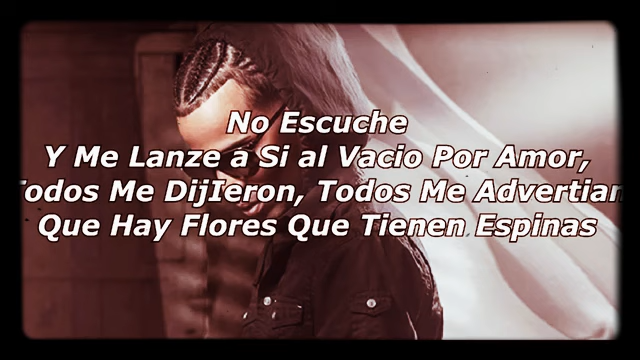 No Escuche
Y Me Lanze a Si al Vacio Por Amor,
Todos Me DijIeron, Todos Me Advertian
Que Hay Flores Que Tienen Espinas